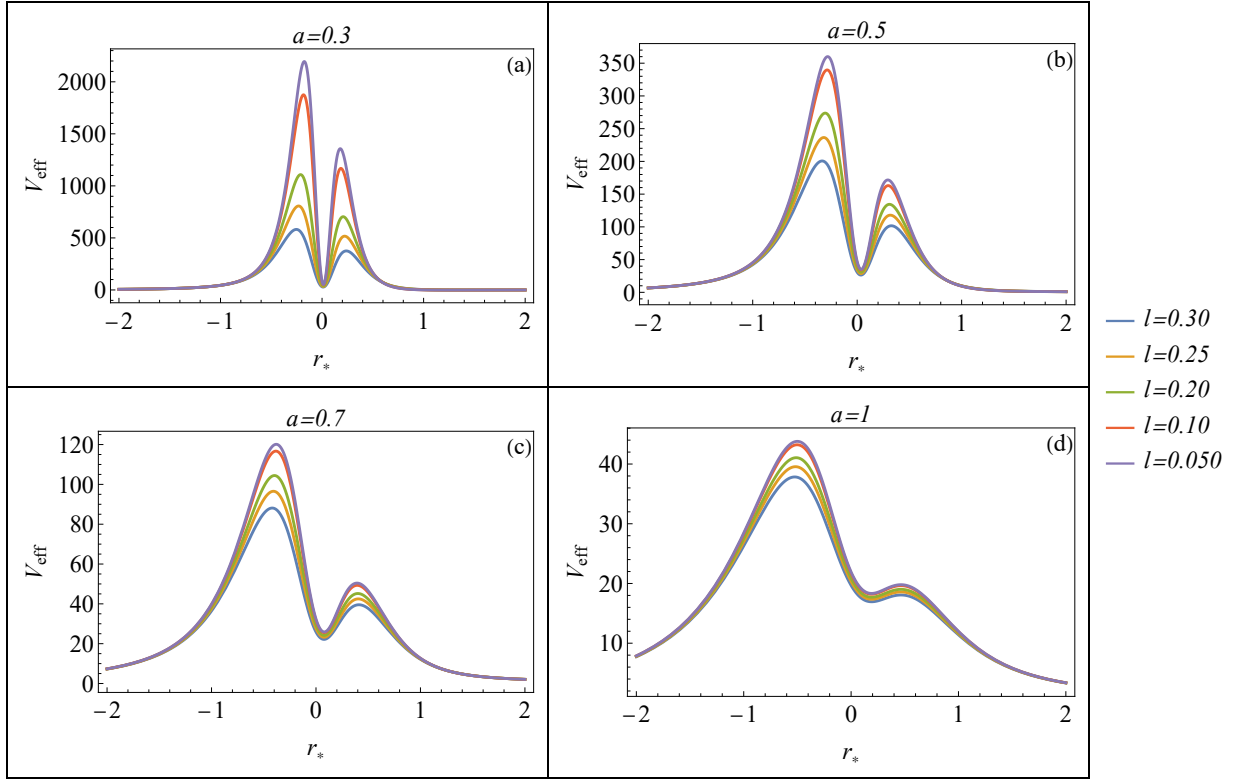 a=0.3
(a)
V_eff
2000
1500
1000
500
0
−2 −1 0 1 2
r_*
a=0.5
(b)
V_eff
350
300
250
200
150
100
50
0
−2 −1 0 1 2
r_*
a=0.7
(c)
V_eff
120
100
80
60
40
20
0
−2 −1 0 1 2
r_*
a=1
(d)
V_eff
40
30
20
10
−2 −1 0 1 2
r_*
l=0.30
l=0.25
l=0.20
l=0.10
l=0.050